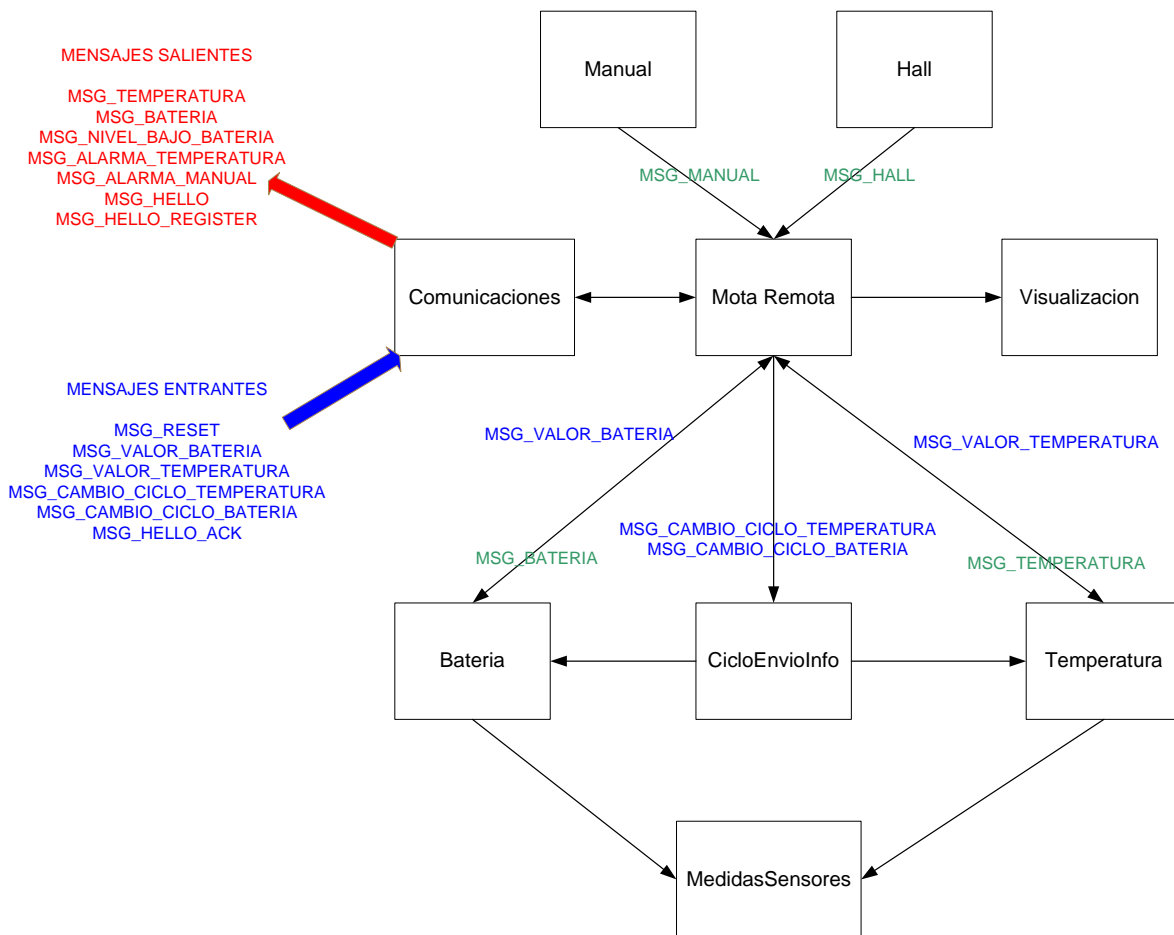 MENSAJES SALIENTES
MSG_TEMPERATURA
MSG_BATERIA
MSG_NIVEL_BAJO_BATERIA
MSG_ALARMA_TEMPERATURA
MSG_ALARMA_MANUAL
MSG_HELLO
MSG_HELLO_REGISTER
Manual
Hall
MSG_MANUAL
MSG_HALL
Comunicaciones
Mota Remota
Visualizacion
MENSAJES ENTRANTES
MSG_RESET
MSG_VALOR_BATERIA
MSG_VALOR_TEMPERATURA
MSG_CAMBIO_CICLO_TEMPERATURA
MSG_CAMBIO_CICLO_BATERIA
MSG_HELLO_ACK
MSG_VALOR_BATERIA
MSG_VALOR_TEMPERATURA
MSG_CAMBIO_CICLO_TEMPERATURA
MSG_CAMBIO_CICLO_BATERIA
MSG_BATERIA
MSG_TEMPERATURA
Bateria
CicloEnvioInfo
Temperatura
MedidasSensores